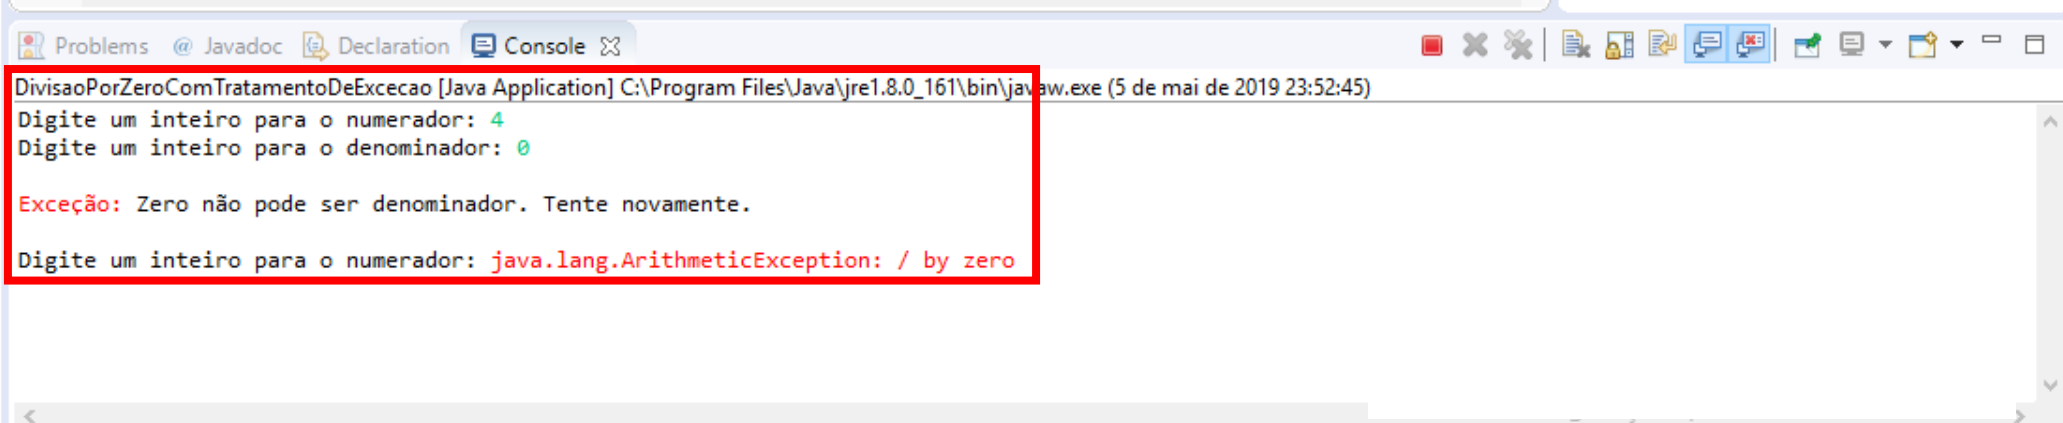 Problems @ Javadoc Declaration Console
DivisaoPorZeroComTratamentoDeExcecao [Java Application] C:\Program Files\Java\jre1.8.0_161\bin\javaw.exe (5 de mai de 2019 23:52:45)
Digite um inteiro para o numerador: 4
Digite um inteiro para o denominador: 0
Exceção: Zero não pode ser denominador. Tente novamente.
Digite um inteiro para o numerador: java.lang.ArithmeticException: / by zero